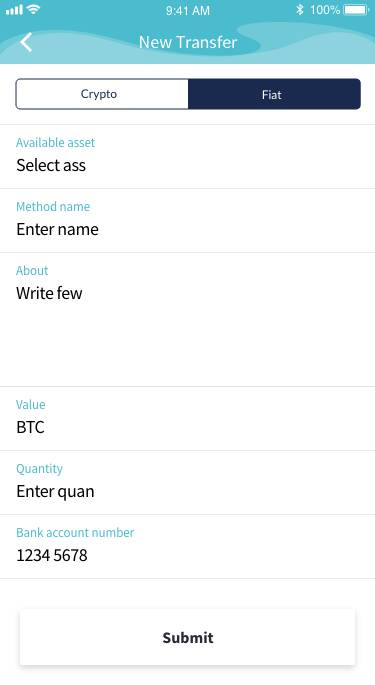 9:41 AM 100%
New Transfer
Crypto Fiat
Available asset
Select ass
Method name
Enter name
About
Write few
Value
BTC
Quantity
Enter quan
Bank account number
1234 5678
Submit